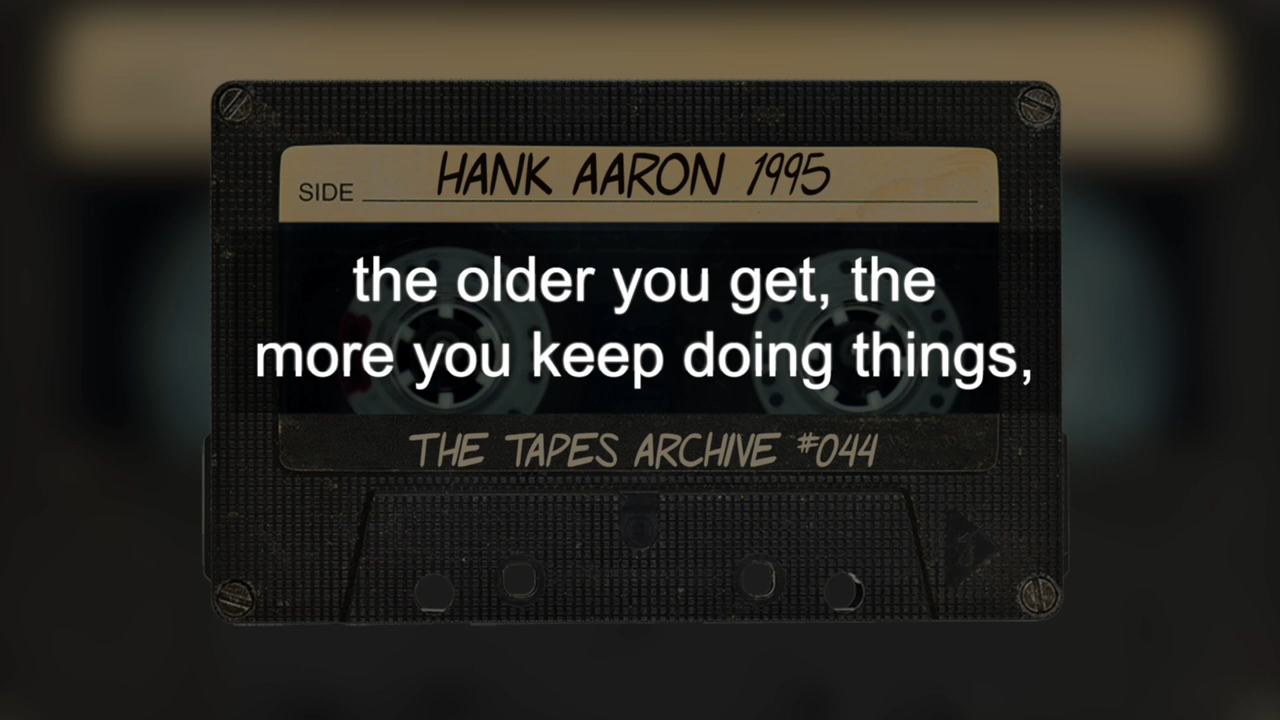 HANK AARON 1995
SIDE
the older you get, the
more you keep doing things,
THE TAPES ARCHIVE #044